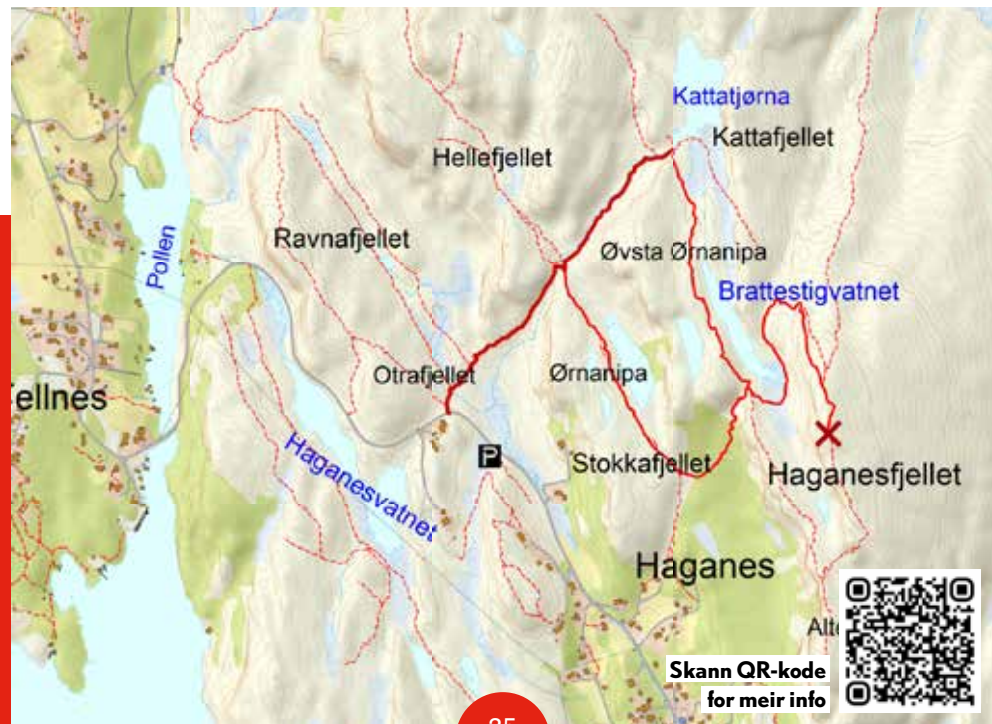 Kattatjørna
Kattafjellet
Hellefjellet
Ravnafjellet
Øvsta Ørnanipa
Pollen
Brattestigvatnet
Otrafjellet
Ørnanipa
ellnes
P
Haganesvatnet
Stokkafjellet
Haganesfjellet
Haganes
Alte
Skann QR-kode
for meir info